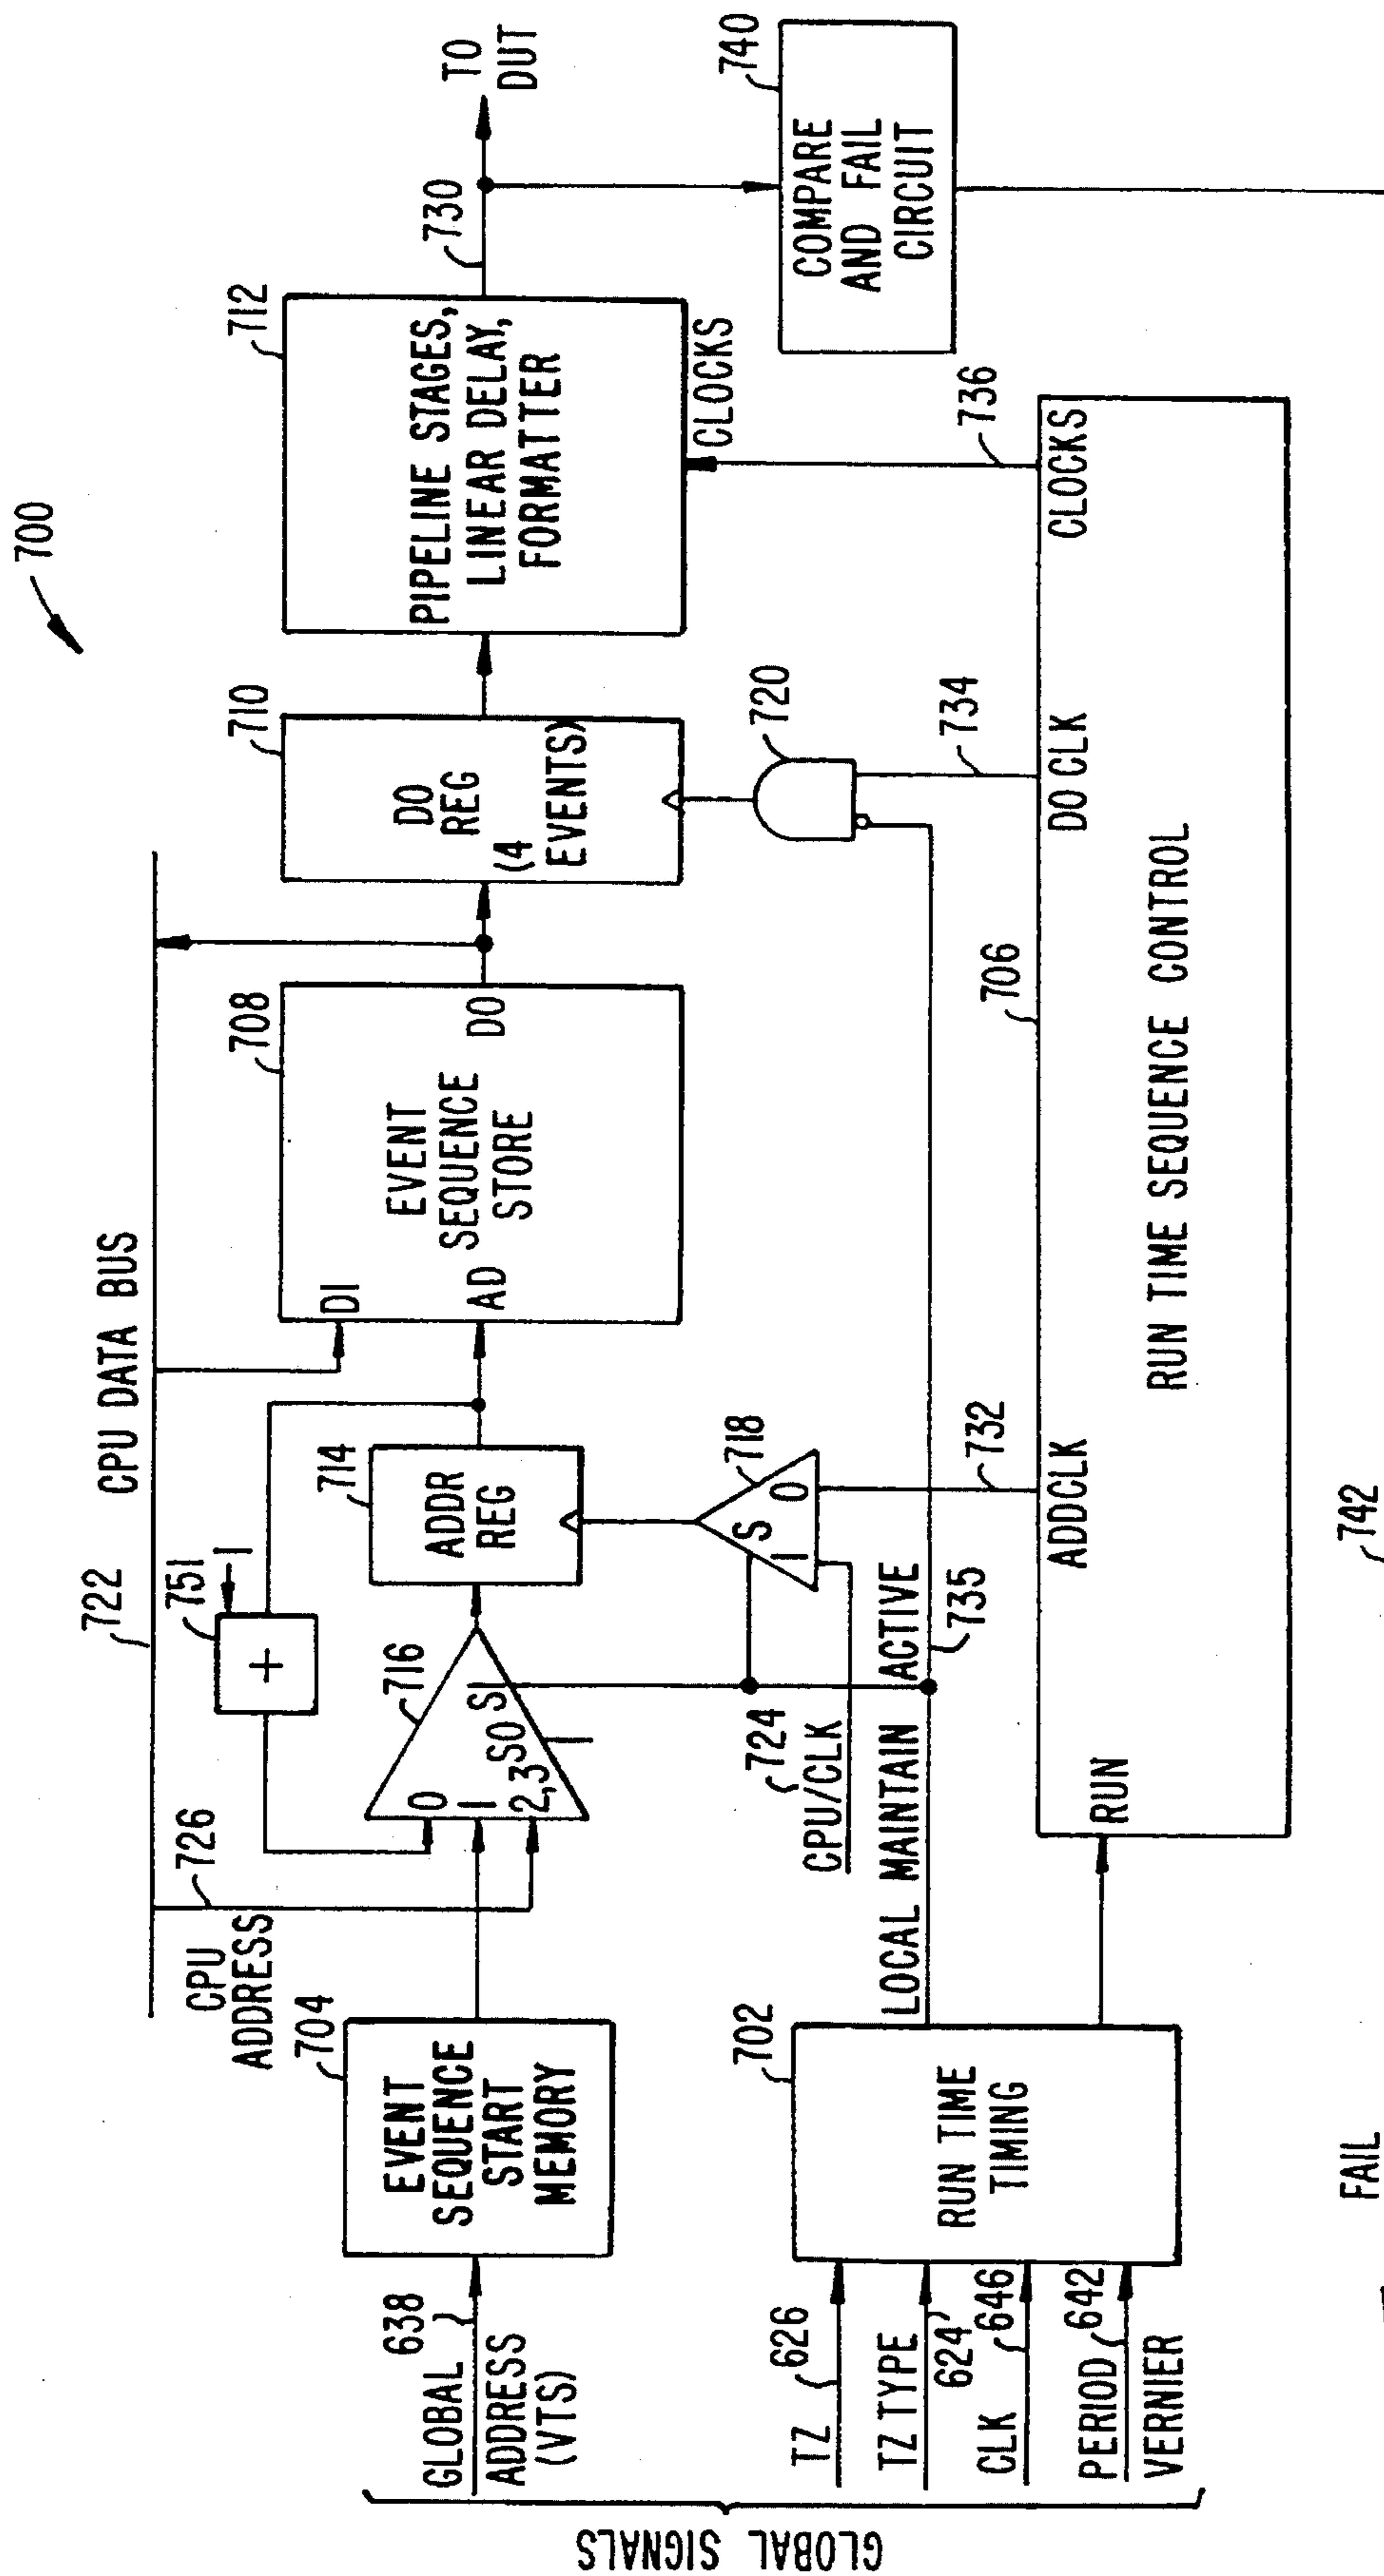 700
722
CPU DATA BUS
726
CPU
ADDRESS
751
+
1
704
EVENT
SEQUENCE
START
MEMORY
638
GLOBAL
ADDRESS
(VTS)
716
0
1
2,3
S0
S
714
ADDR
REG
708
DI
AD
EVENT
SEQUENCE
STORE
DO
710
DO
REG
(4
EVENTS)
712
PIPELINE STAGES,
LINEAR DELAY,
FORMATTER
730
TO
DUT
CLOCKS
740
COMPARE
AND FAIL
CIRCUIT
718
S
1
0
720
724
CPU/CLK
LOCAL MAINTAIN ACTIVE
735
732
734
736
702
RUN TIME
TIMING
TZ
626
TZ TYPE
624'
CLK
646
PERIOD
VERNIER
642
GLOBAL SIGNALS
706
RUN
ADDCLK
DO CLK
CLOCKS
RUN TIME SEQUENCE CONTROL
FAIL
742